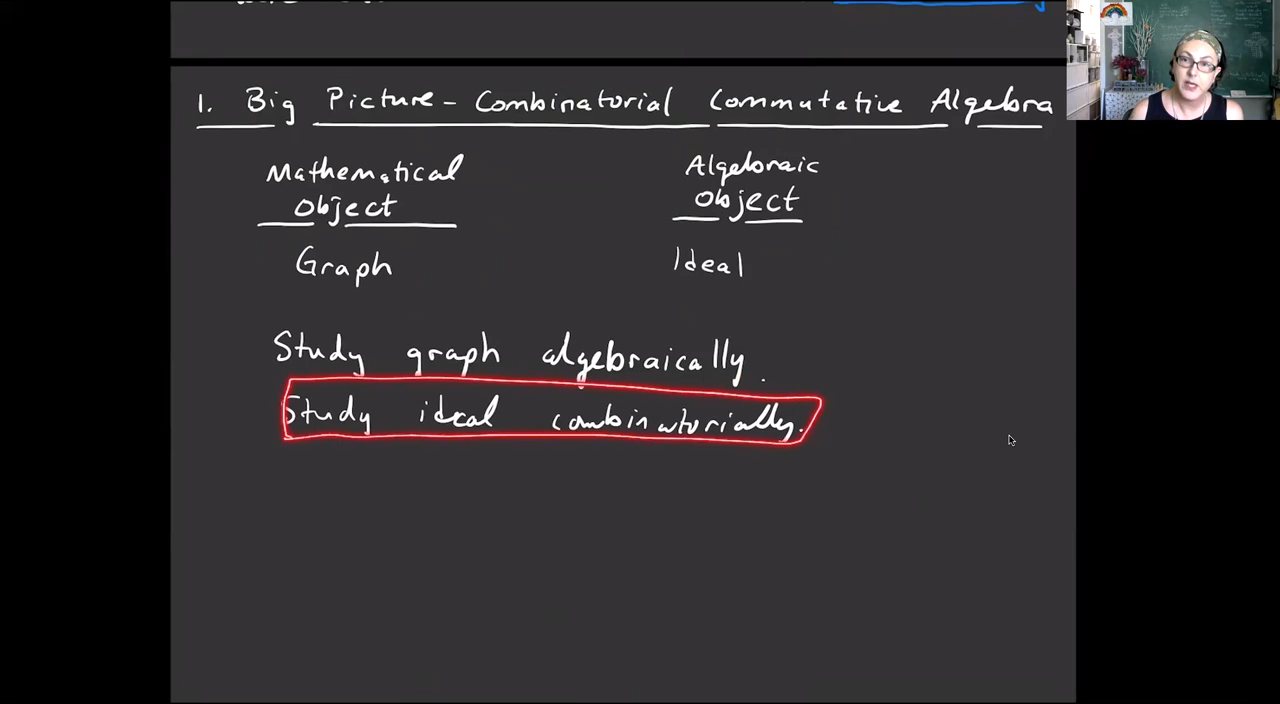 1. Big Picture - Combinatorial Commutative Algebra
Mathematical Object
Algebraic Object
Graph
Ideal
Study graph algebraically.
Study ideal combinatorially.